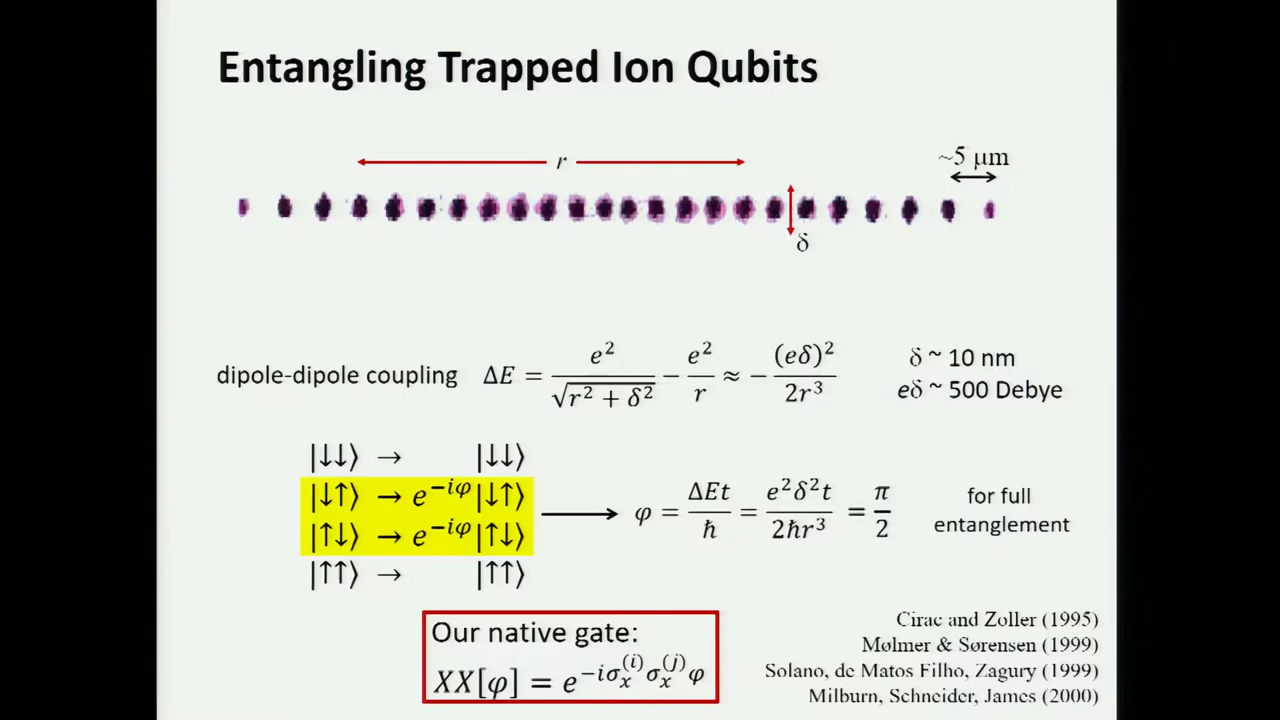 Entangling Trapped Ion Qubits
r
~5 μm
δ
dipole-dipole coupling ΔE = e²/√(r² + δ²) − e²/r ≈ −(eδ)²/2r³
δ ~ 10 nm
eδ ~ 500 Debye
|↓↓⟩ → |↓↓⟩
|↓↑⟩ → e^{−iφ}|↓↑⟩
|↑↓⟩ → e^{−iφ}|↑↓⟩
|↑↑⟩ → |↑↑⟩
φ = ΔEt/ℏ = e²δ²t/2ℏr³ = π/2
for full
entanglement
Our native gate:
XX[φ] = e^{−iσ_x^{(i)}σ_x^{(j)}φ}
Cirac and Zoller (1995)
Mølmer & Sørensen (1999)
Solano, de Matos Filho, Zagury (1999)
Milburn, Schneider, James (2000)